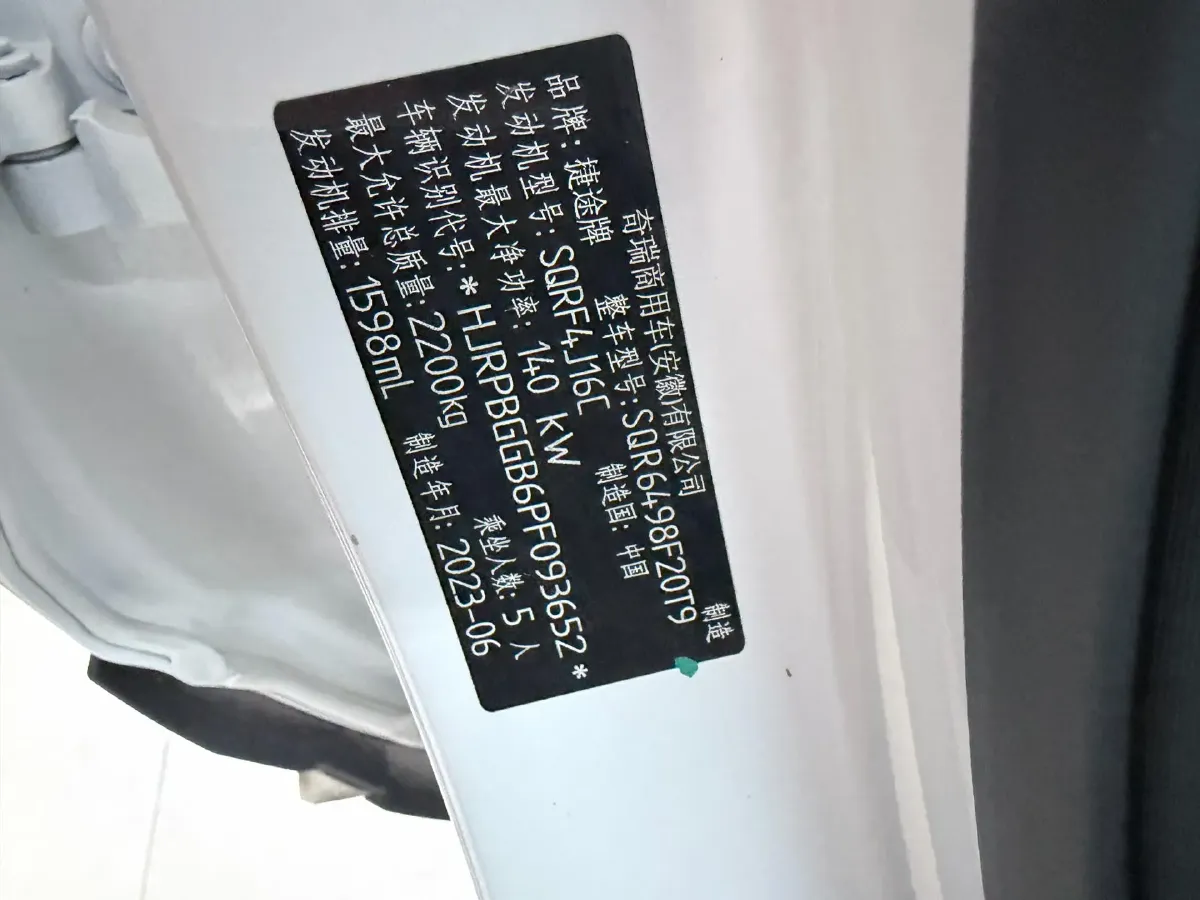 奇瑞商用车(安徽)有限公司 制造
品牌: 捷途牌 整车型号: SQR6498F20T9
发动机型号: SQRF4J16C 制造国: 中国
发动机最大净功率: 140 kW
车辆识别代号: *HJRPBGGB6PF093652*
最大允许总质量: 2200kg 乘坐人数: 5 人
发动机排量: 1598mL 制造年月: 2023-06